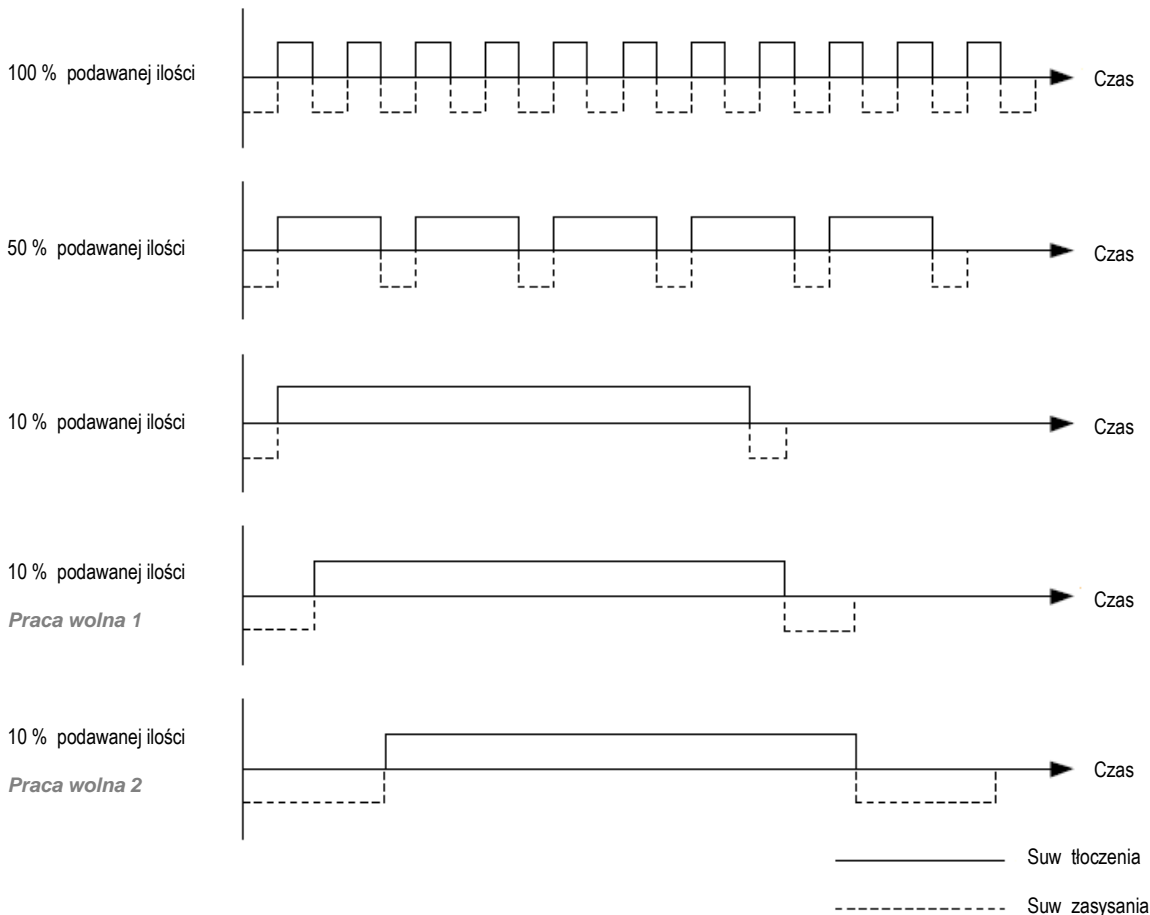 100 % podawanej ilości
Czas
50 % podawanej ilości
Czas
10 % podawanej ilości
Czas
10 % podawanej ilości
Czas
Praca wolna 1
10 % podawanej ilości
Czas
Praca wolna 2
Suw tłoczenia
Suw zasysania